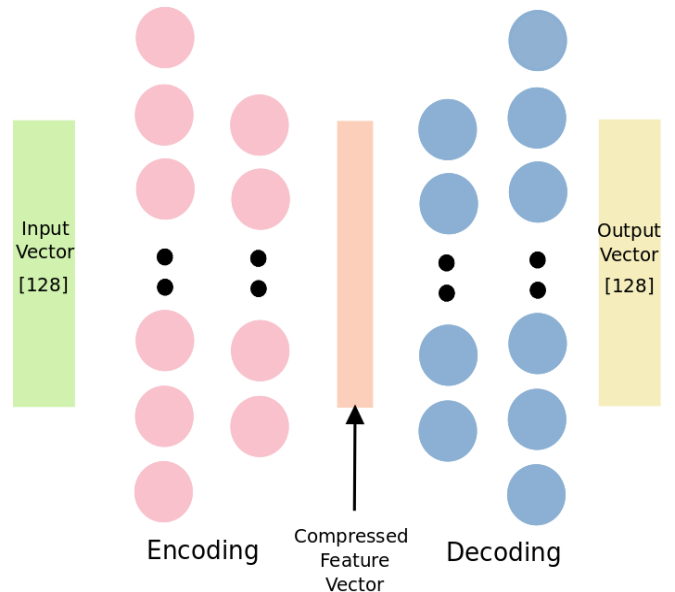 Input
Vector
[128]
Output
Vector
[128]
Encoding
Compressed
Feature
Vector
Decoding